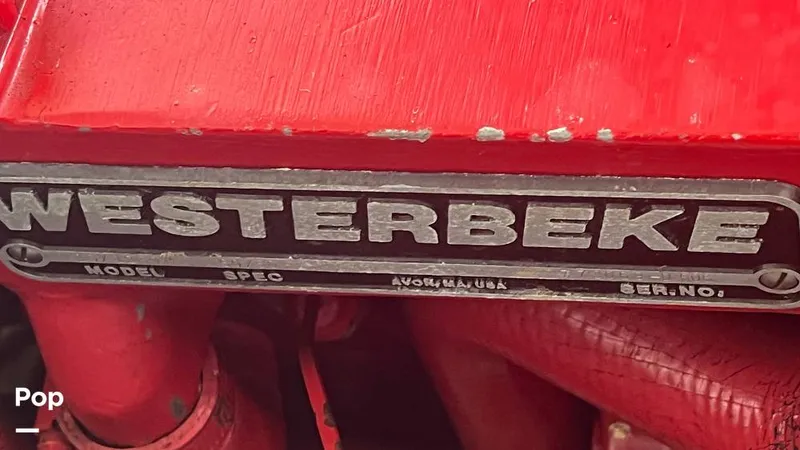 WESTERBEKE
MODEL SPEC AVON, MA, USA SER. NO.
Pop